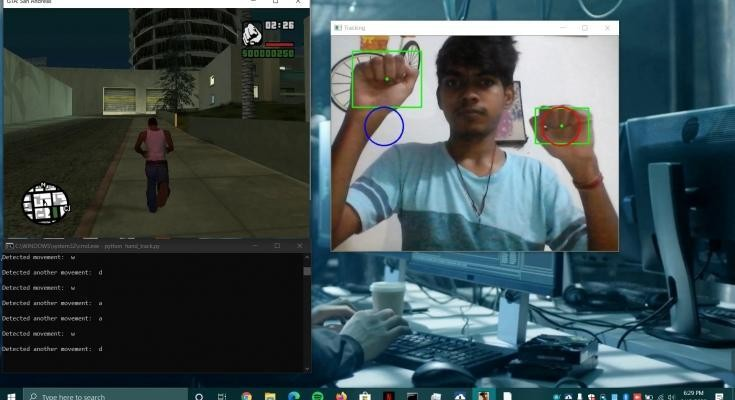 GTA: San Andreas
02:26
$00000250
N
CJ
Tracking
C:\WINDOWS\system32\cmd.exe - python hand_track.py
Detected movement: w
Detected another movement: d
Detected movement: w
Detected another movement: a
Detected another movement: a
Detected movement: w
Detected another movement: d
Type here to search
6:29 PM